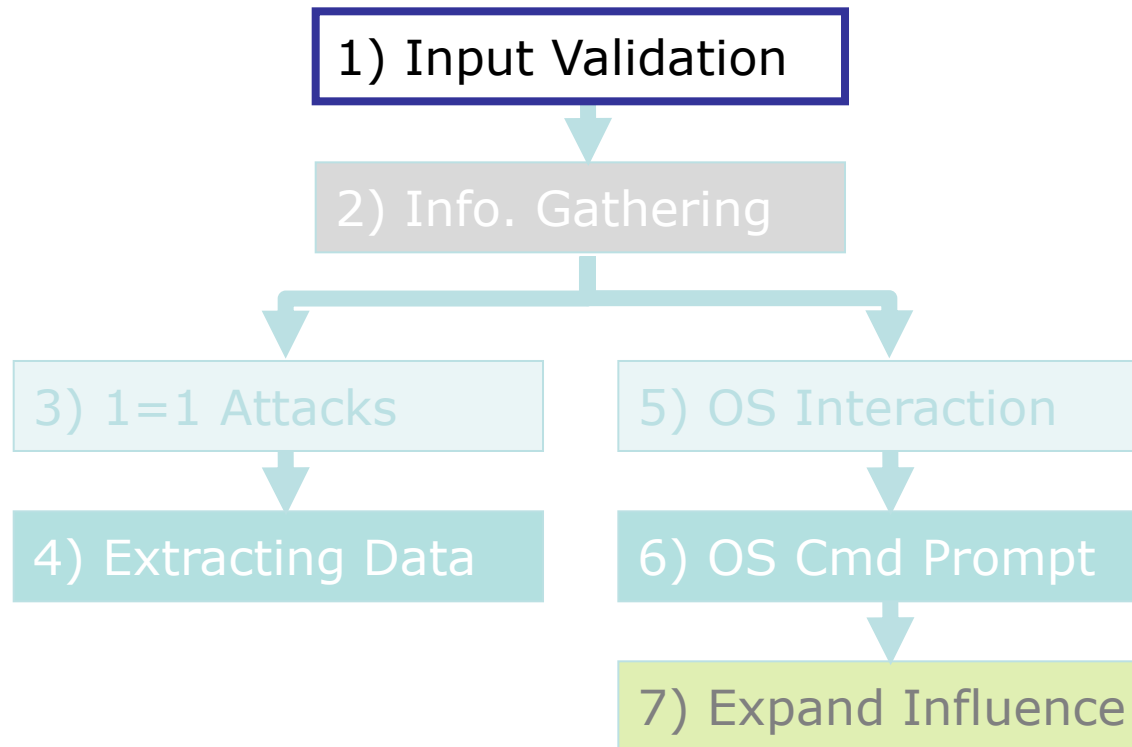 1) Input Validation
2) Info. Gathering
3) 1=1 Attacks
5) OS Interaction
4) Extracting Data
6) OS Cmd Prompt
7) Expand Influence